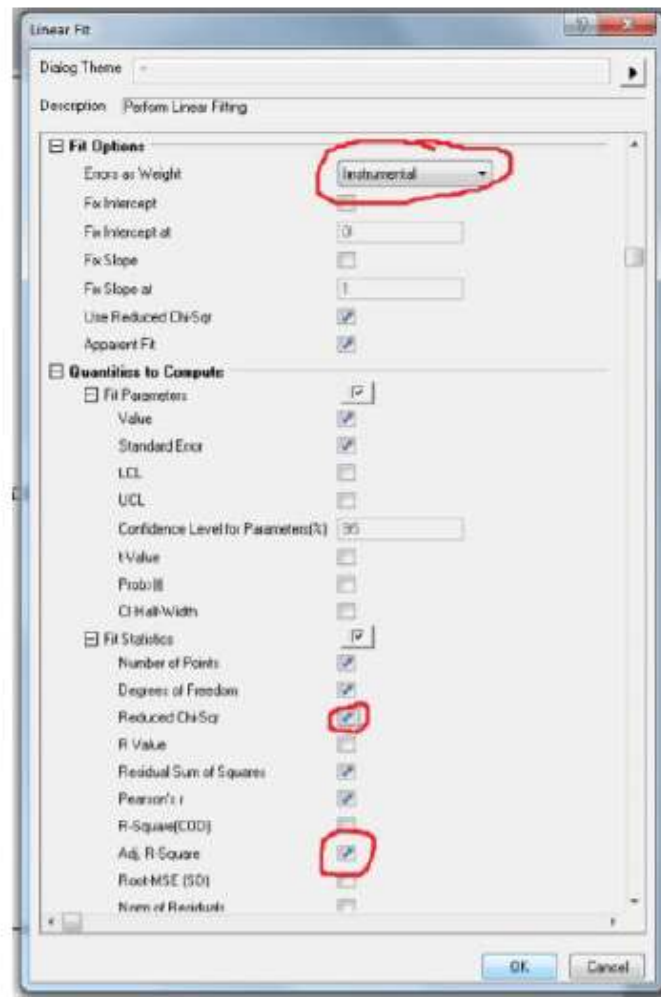 Linear Fit
Dialog Theme
Description Perform Linear Fitting
Fit Options
Errors as Weight Instrumental
Fix Intercept
Fix Intercept at 0
Fix Slope
Fix Slope at 1
Use Reduced Chi-Sqr
Apparent Fit
Quantities to Compute
Fit Parameters
Value
Standard Error
LCL
UCL
Confidence Level for Parameters(%) 95
t-Value
Prob>|t|
CI Half-Width
Fit Statistics
Number of Points
Degrees of Freedom
Reduced Chi-Sqr
R Value
Residual Sum of Squares
Pearson's r
R-Square(COD)
Adj. R-Square
Root-MSE (SD)
Norm of Residuals
OK Cancel